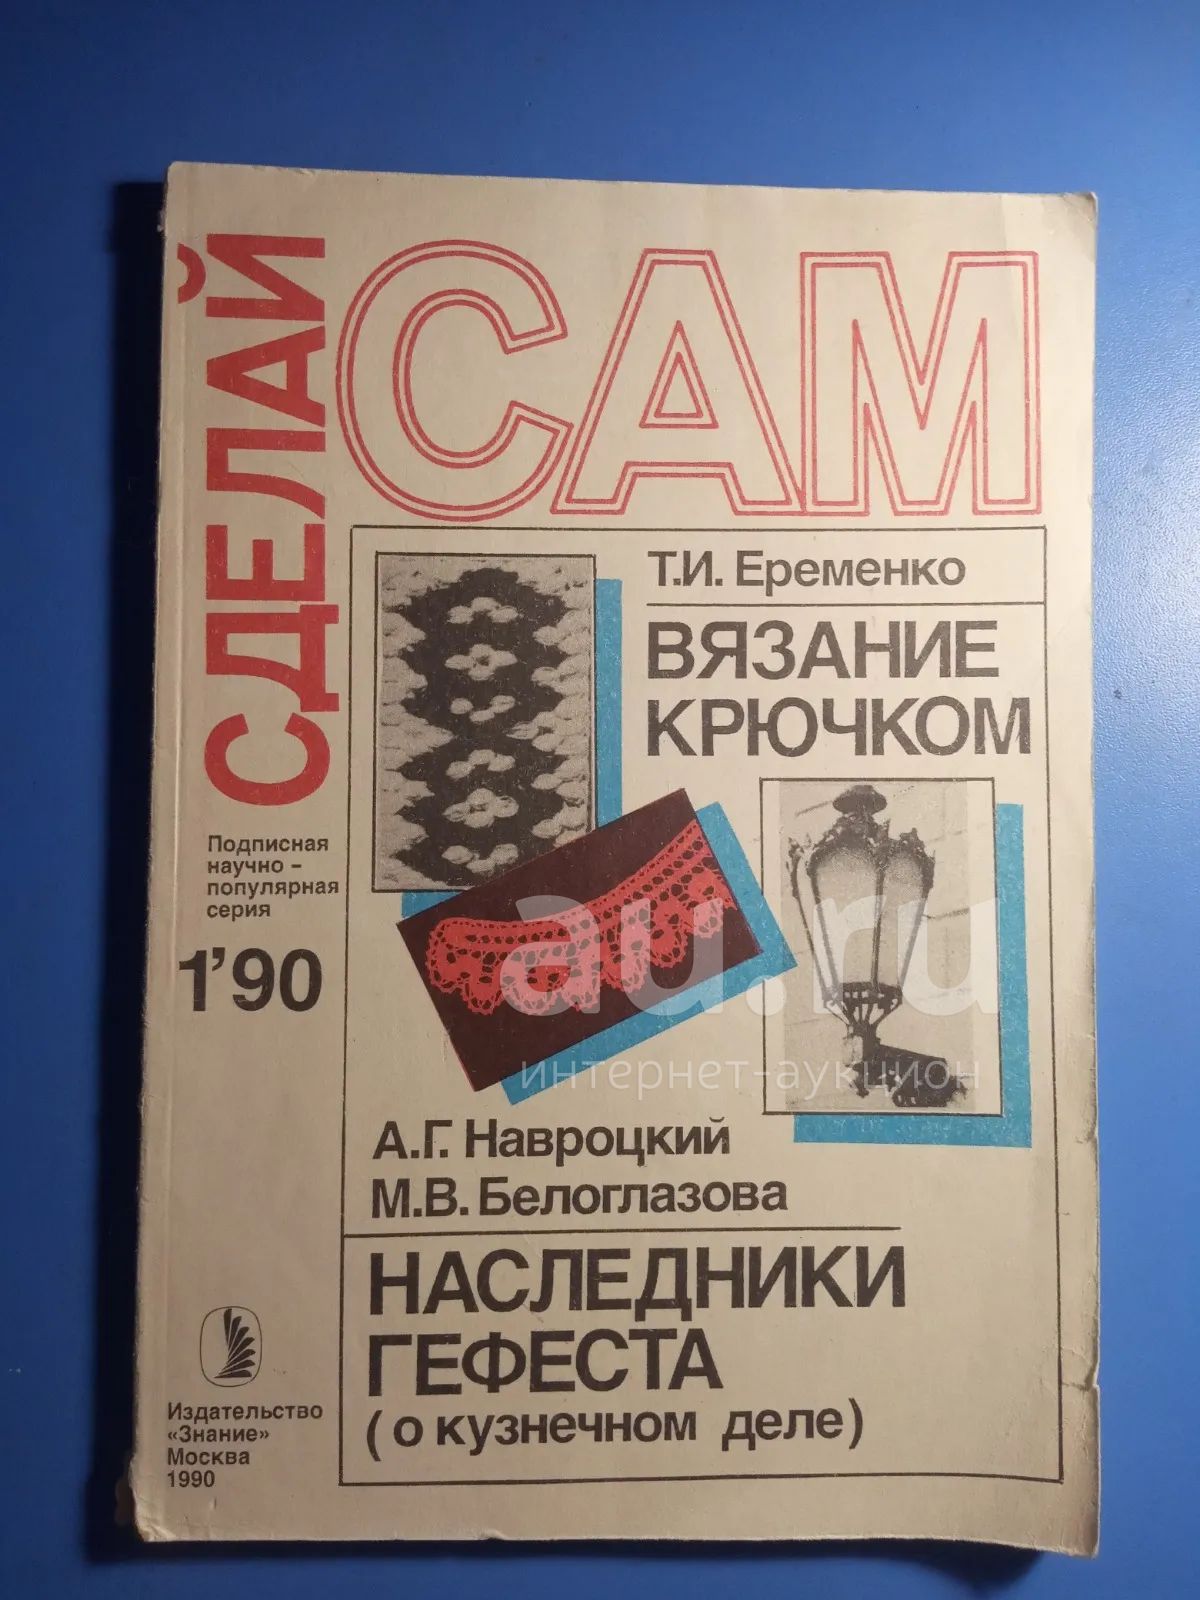 СДЕЛАЙ
САМ
Т.И. Еременко
ВЯЗАНИЕ
КРЮЧКОМ
Подписная
научно-
популярная
серия
1'90
au.ru
интернет-аукцион
А.Г. Навроцкий
М.В. Белоглазова
НАСЛЕДНИКИ
ГЕФЕСТА
(о кузнечном деле)
Издательство
«Знание»
Москва
1990